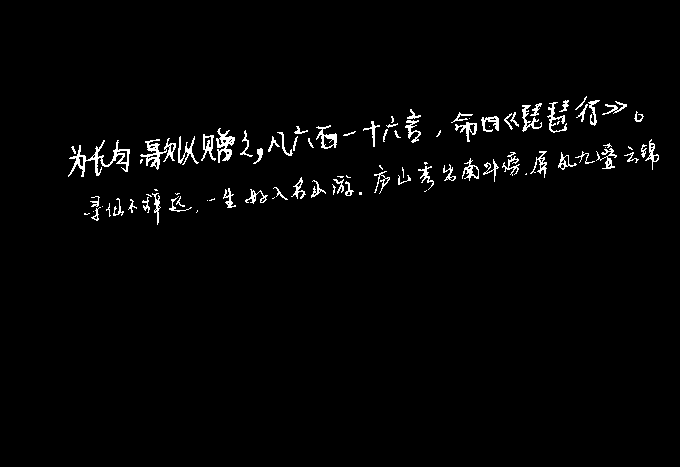 为长句歌以赠之,凡六百一十六言,命曰《琵琶行》。
寻仙不辞远,一生好入名山游.庐山秀出南斗傍.屏风九叠云锦